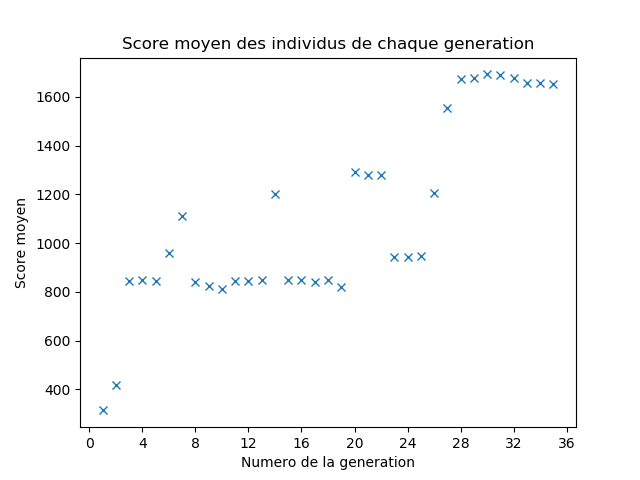 Score moyen des individus de chaque generation
1600
1400
1200
1000
800
600
400
Score moyen
0 4 8 12 16 20 24 28 32 36
Numero de la generation